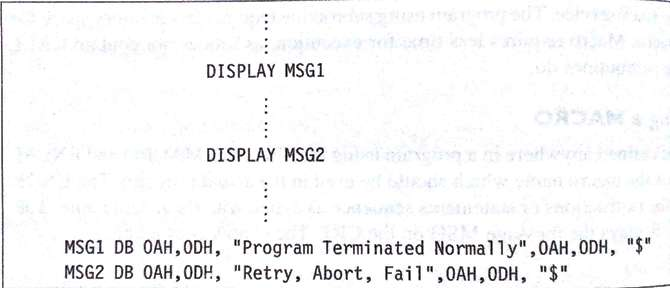 ⋮
DISPLAY MSG1
⋮
DISPLAY MSG2
⋮
MSG1 DB OAH,ODH, "Program Terminated Normally",OAH,ODH, "$"
MSG2 DB OAH,ODH, "Retry, Abort, Fail",OAH,ODH, "$"